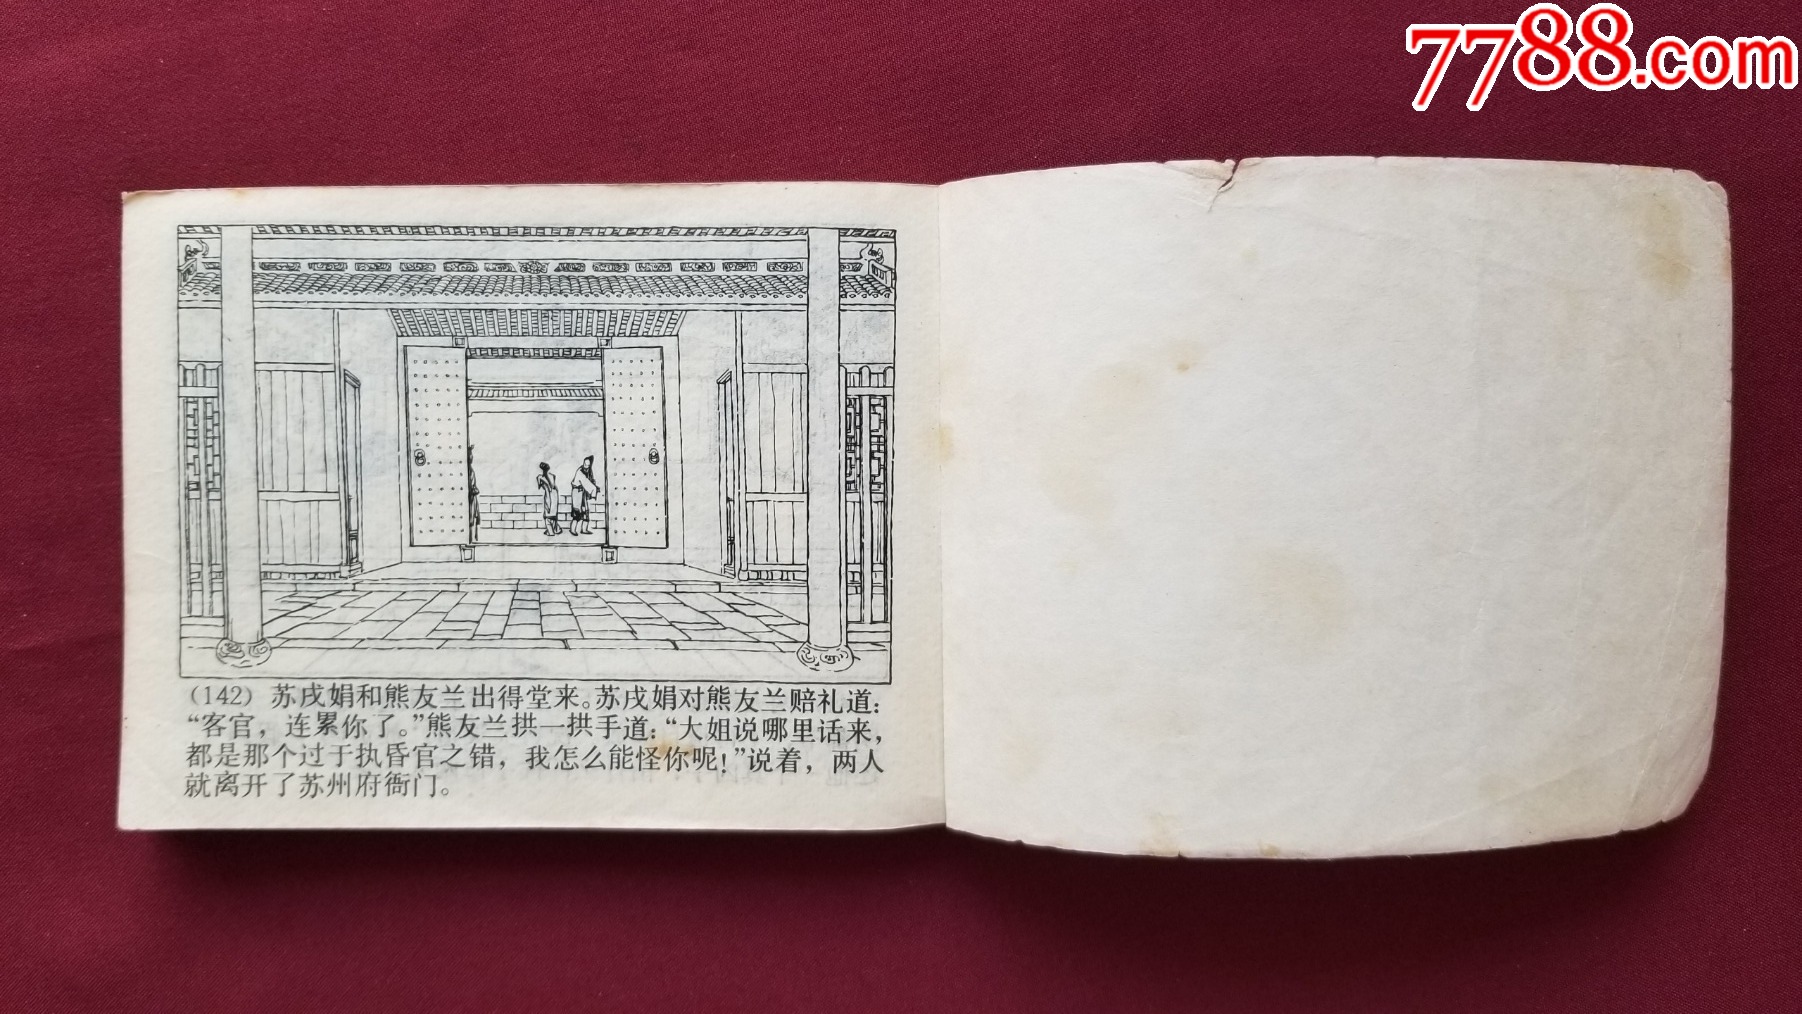 7788.com
(142) 苏戌娟和熊友兰出得堂来。苏戌娟对熊友兰赔礼道：
“客官，连累你了。”熊友兰拱一拱手道：“大姐说哪里话来，
都是那个过于执昏官之错，我怎么能怪你呢！”说着，两人
就离开了苏州府衙门。